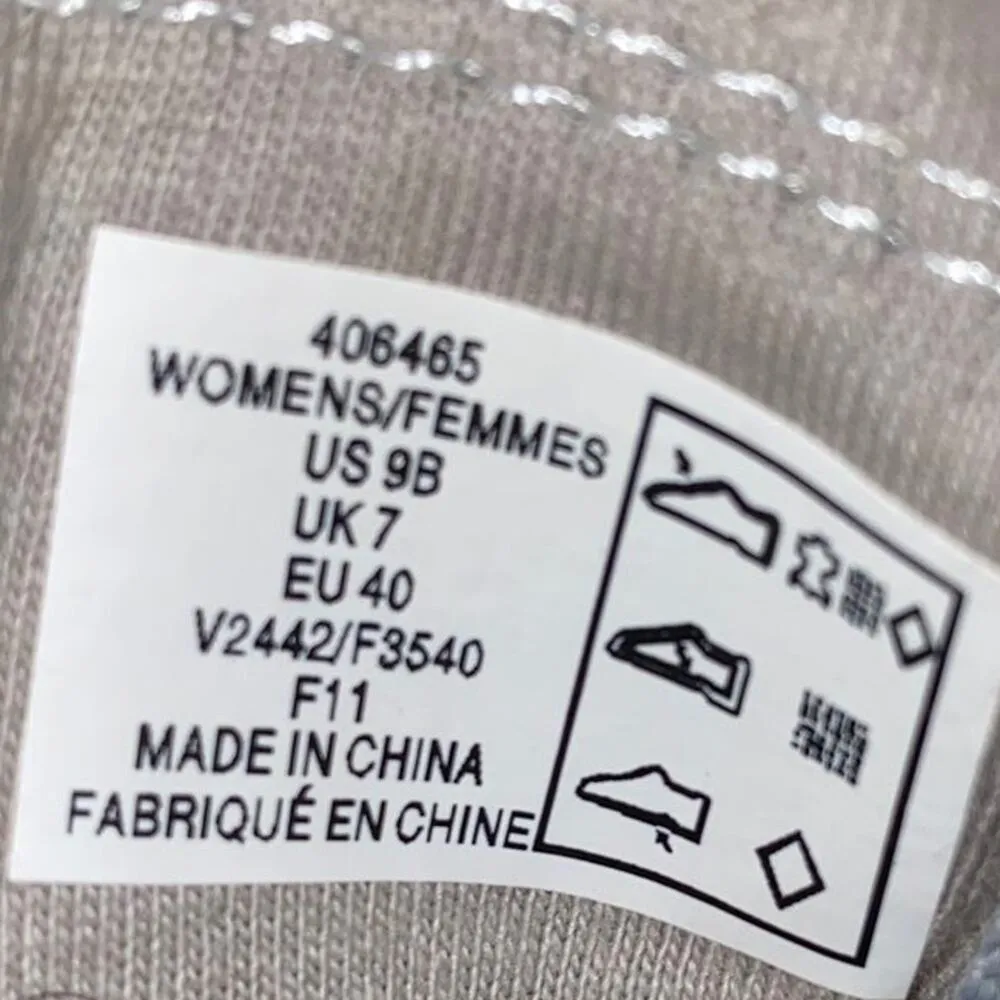 406465
WOMENS/FEMMES
US 9B
UK 7
EU 40
V2442/F3540
F11
MADE IN CHINA
FABRIQUÉ EN CHINE